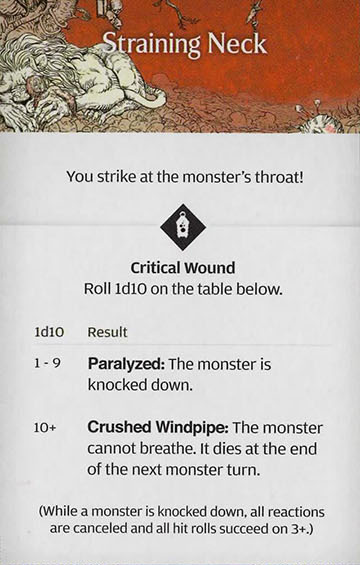 Straining Neck
You strike at the monster's throat!
Critical Wound
Roll 1d10 on the table below.
1d10 Result
1 - 9 Paralyzed: The monster is
knocked down.
10+ Crushed Windpipe: The monster
cannot breathe. It dies at the end
of the next monster turn.
(While a monster is knocked down, all reactions
are canceled and all hit rolls succeed on 3+.)